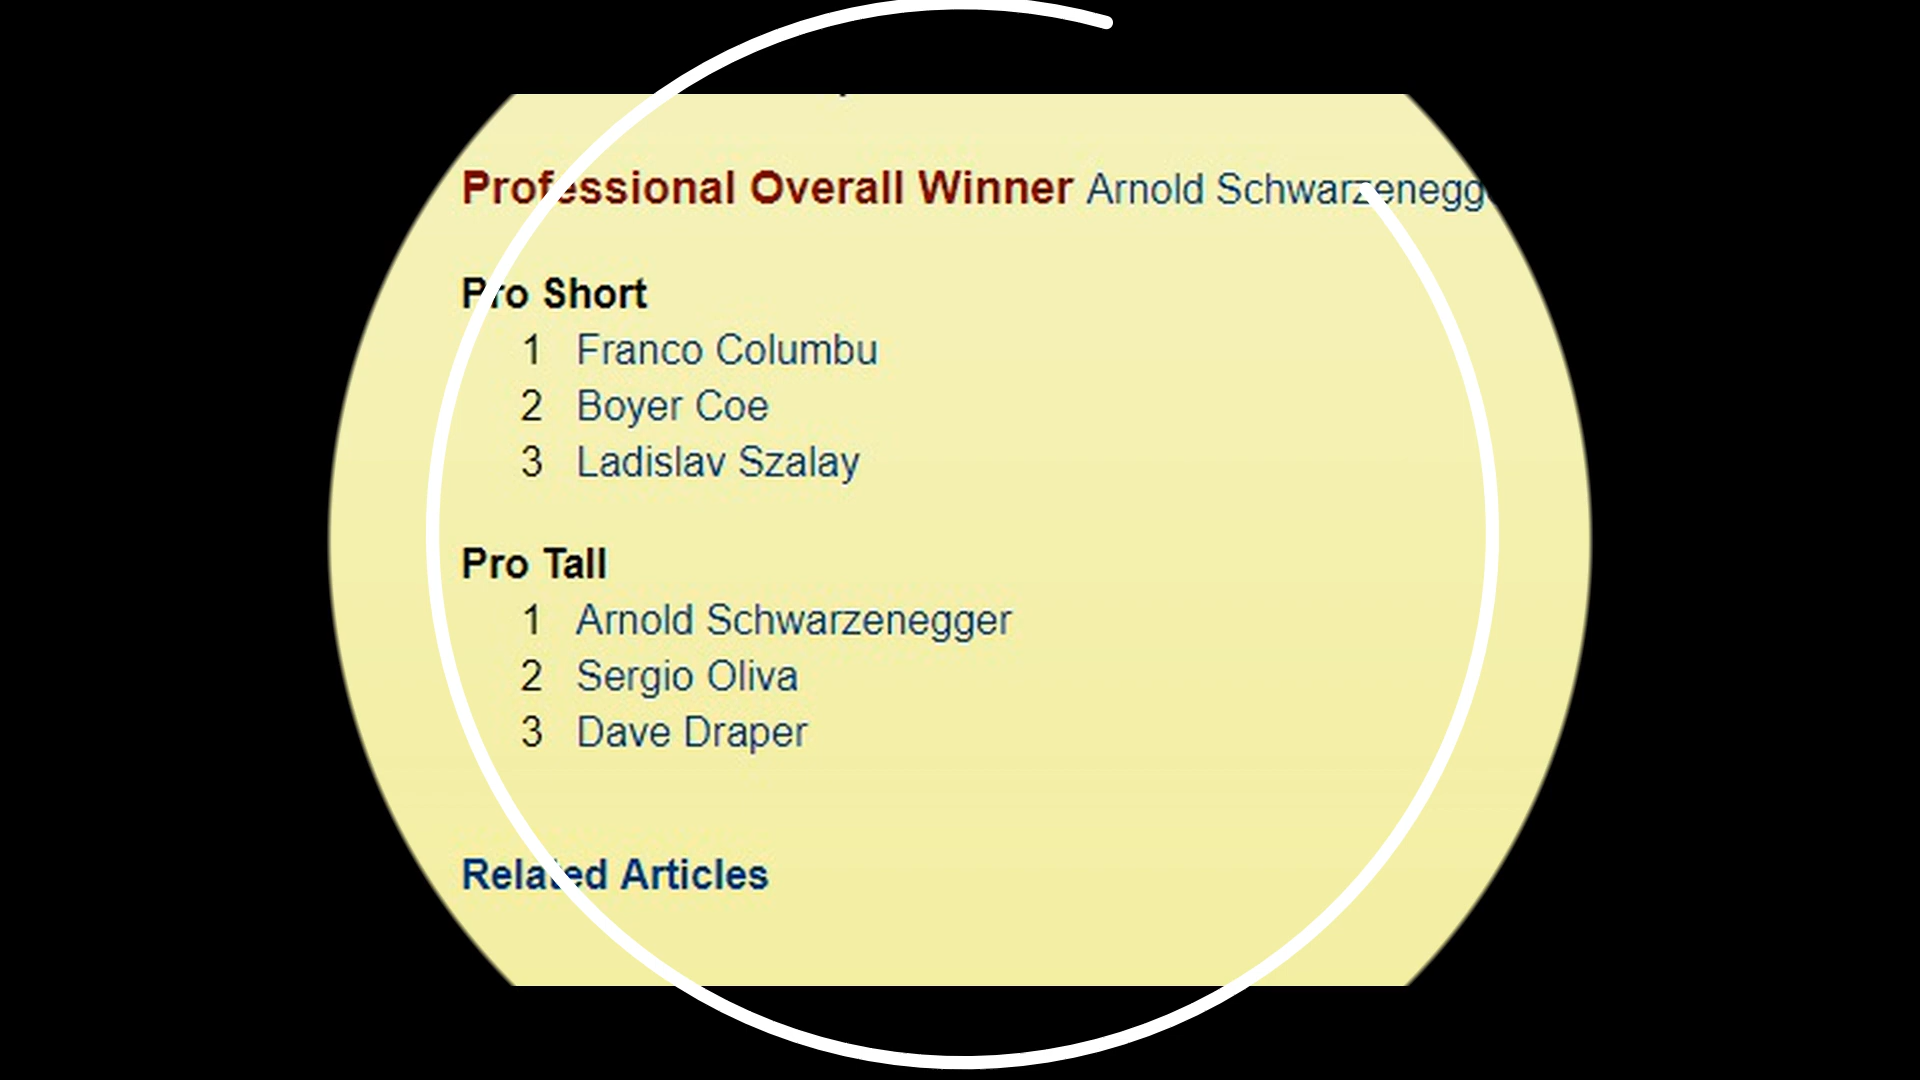 Professional Overall Winner Arnold Schwarzenegg
Pro Short
1 Franco Columbu
2 Boyer Coe
3 Ladislav Szalay
Pro Tall
1 Arnold Schwarzenegger
2 Sergio Oliva
3 Dave Draper
Related Articles